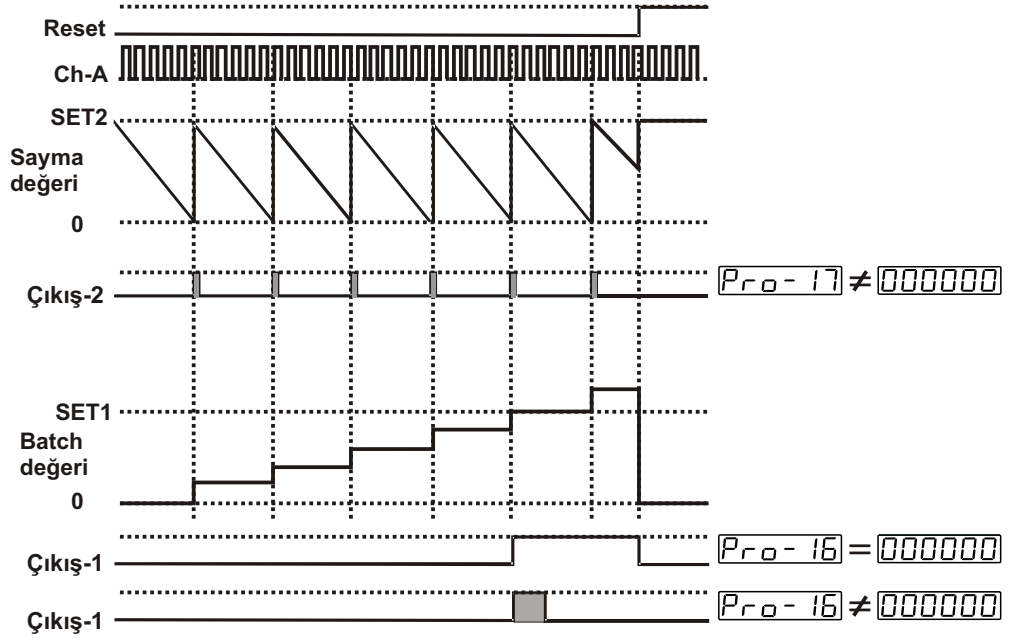 Reset
Ch-A
SET2
Sayma
değeri
0
Çıkış-2
Pro-17 ≠ 000000
SET1
Batch
değeri
0
Çıkış-1
Pro-16 = 000000
Çıkış-1
Pro-16 ≠ 000000